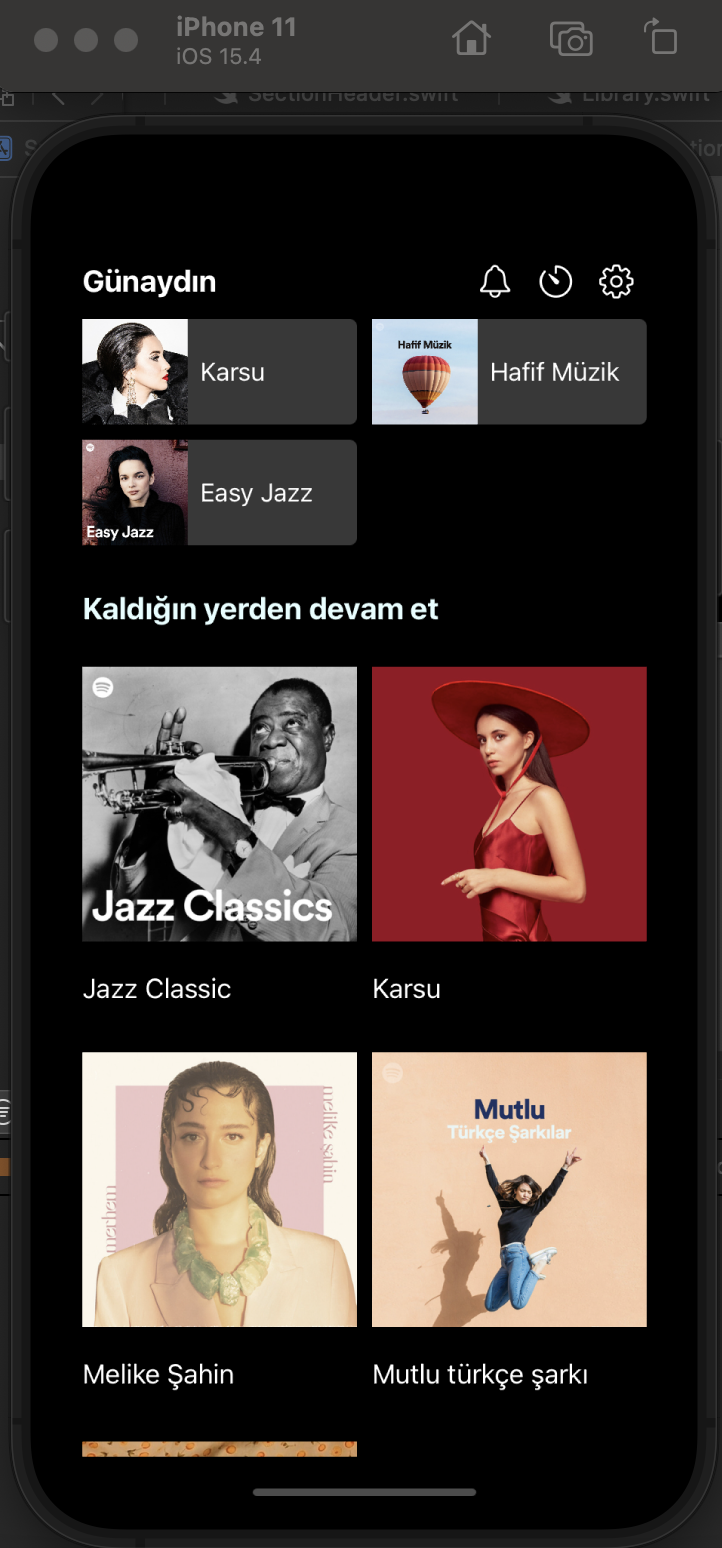 iPhone 11
iOS 15.4
SectionHeader.swift
Library.swift
Günaydın
Karsu
Hafif Müzik
Hafif Müzik
Easy Jazz
Easy Jazz
Kaldığın yerden devam et
Jazz Classics
Jazz Classic
Karsu
melike şahin
merhem
Mutlu
Türkçe Şarkılar
Melike Şahin
Mutlu türkçe şarkı